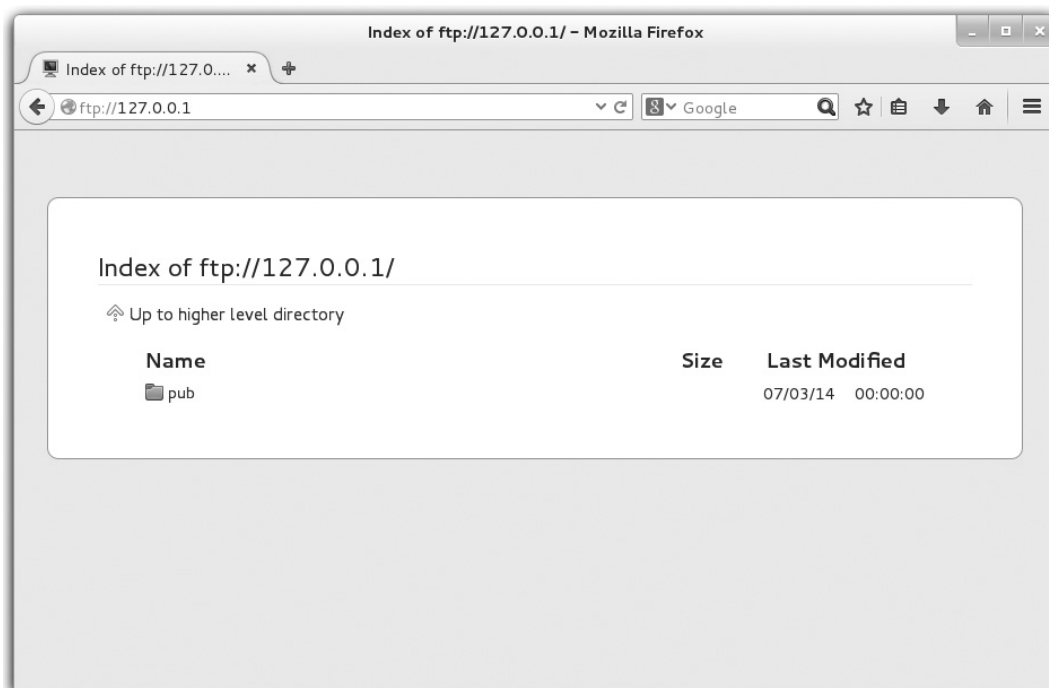 Index of ftp://127.0.0.1/ - Mozilla Firefox
Index of ftp://127.0....
ftp://127.0.0.1
8 Google
Index of ftp://127.0.0.1/
Up to higher level directory
Name Size Last Modified
pub 07/03/14 00:00:00